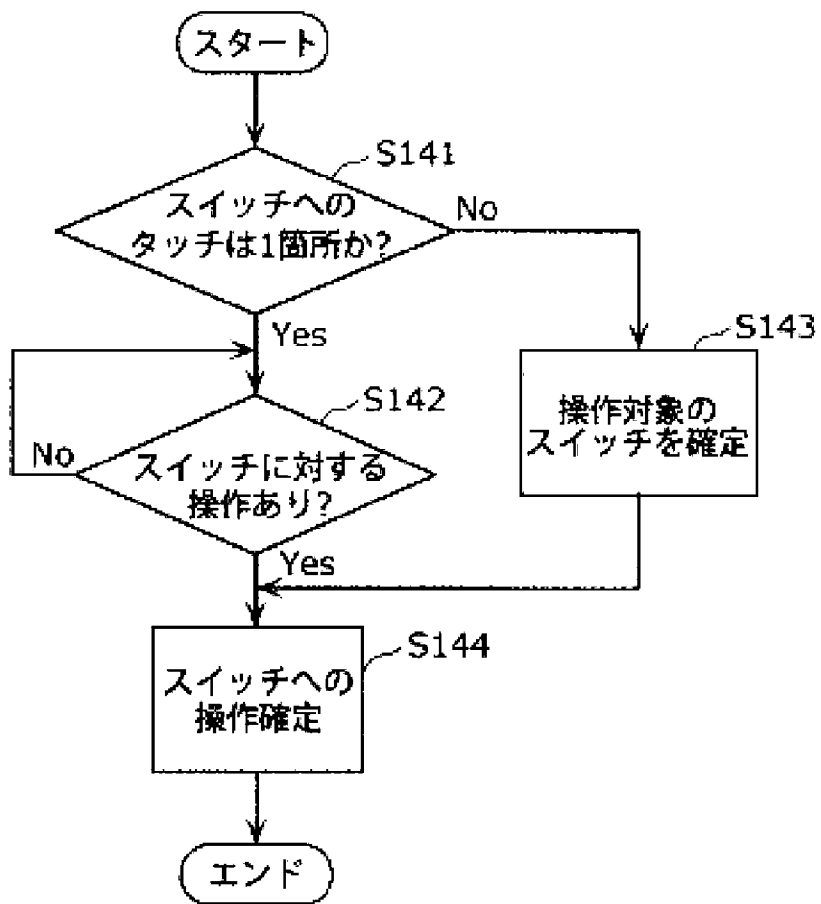 スタート
S141
スイッチへの
タッチは1箇所か?
No
Yes
S143
操作対象の
スイッチを確定
S142
No
スイッチに対する
操作あり?
Yes
S144
スイッチへの
操作確定
エンド